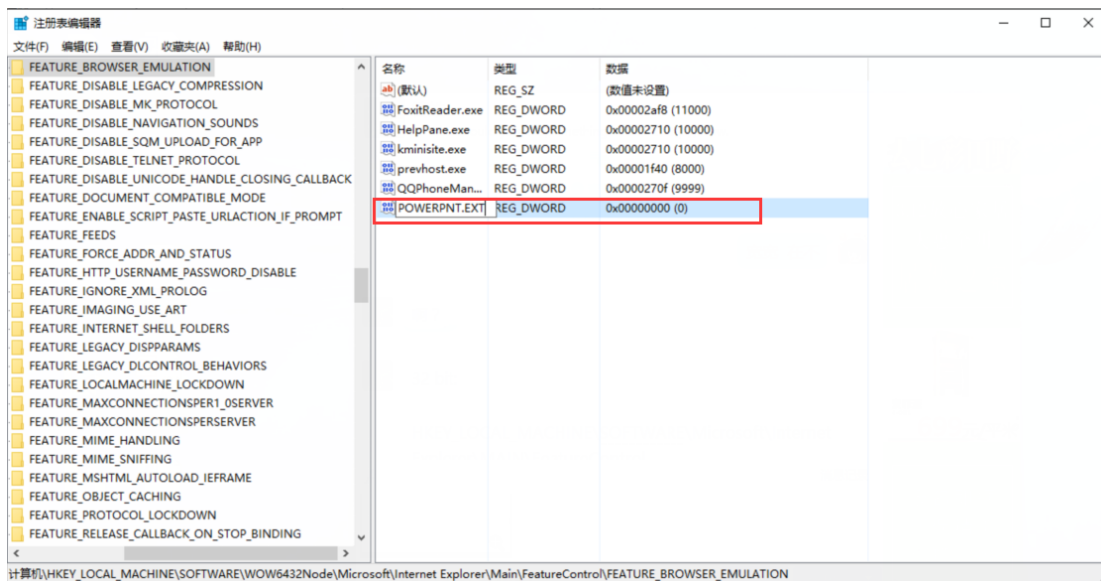 注册表编辑器
文件(F) 编辑(E) 查看(V) 收藏夹(A) 帮助(H)
FEATURE_BROWSER_EMULATION
FEATURE_DISABLE_LEGACY_COMPRESSION
FEATURE_DISABLE_MK_PROTOCOL
FEATURE_DISABLE_NAVIGATION_SOUNDS
FEATURE_DISABLE_SQM_UPLOAD_FOR_APP
FEATURE_DISABLE_TELNET_PROTOCOL
FEATURE_DISABLE_UNICODE_HANDLE_CLOSING_CALLBACK
FEATURE_DOCUMENT_COMPATIBLE_MODE
FEATURE_ENABLE_SCRIPT_PASTE_URLACTION_IF_PROMPT
FEATURE_FEEDS
FEATURE_FORCE_ADDR_AND_STATUS
FEATURE_HTTP_USERNAME_PASSWORD_DISABLE
FEATURE_IGNORE_XML_PROLOG
FEATURE_IMAGING_USE_ART
FEATURE_INTERNET_SHELL_FOLDERS
FEATURE_LEGACY_DISPPARAMS
FEATURE_LEGACY_DLCONTROL_BEHAVIORS
FEATURE_LOCALMACHINE_LOCKDOWN
FEATURE_MAXCONNECTIONSPER1_0SERVER
FEATURE_MAXCONNECTIONSPERSERVER
FEATURE_MIME_HANDLING
FEATURE_MIME_SNIFFING
FEATURE_MSHTML_AUTOLOAD_IEFRAME
FEATURE_OBJECT_CACHING
FEATURE_PROTOCOL_LOCKDOWN
FEATURE_RELEASE_CALLBACK_ON_STOP_BINDING
名称 类型 数据
(默认) REG_SZ (数值未设置)
FoxitReader.exe REG_DWORD 0x00002af8 (11000)
HelpPane.exe REG_DWORD 0x00002710 (10000)
kminisite.exe REG_DWORD 0x00002710 (10000)
prevhost.exe REG_DWORD 0x00001f40 (8000)
QQPhoneMan... REG_DWORD 0x0000270f (9999)
POWERPNT.EXT REG_DWORD 0x00000000 (0)
计算机\HKEY_LOCAL_MACHINE\SOFTWARE\WOW6432Node\Microsoft\Internet Explorer\Main\FeatureControl\FEATURE_BROWSER_EMULATION